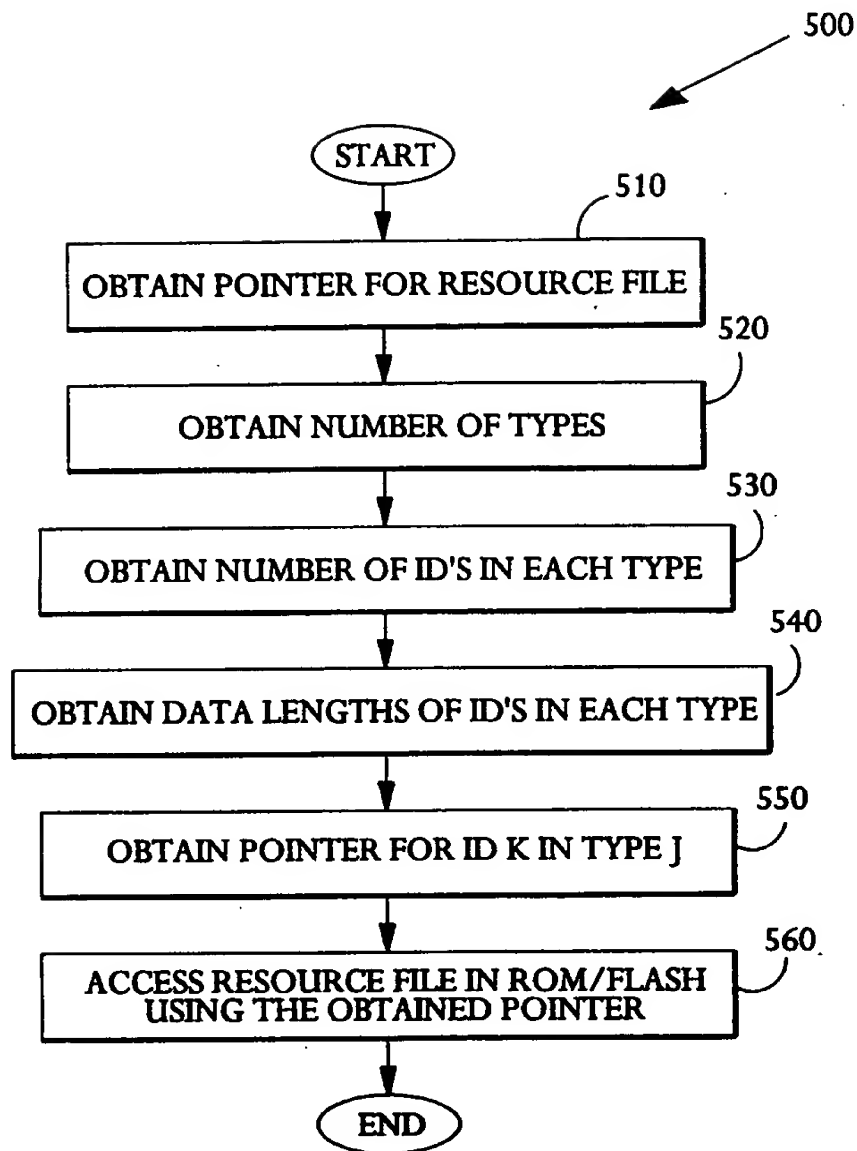 500
START
510
OBTAIN POINTER FOR RESOURCE FILE
520
OBTAIN NUMBER OF TYPES
530
OBTAIN NUMBER OF ID'S IN EACH TYPE
540
OBTAIN DATA LENGTHS OF ID'S IN EACH TYPE
550
OBTAIN POINTER FOR ID K IN TYPE J
560
ACCESS RESOURCE FILE IN ROM/FLASH
USING THE OBTAINED POINTER
END